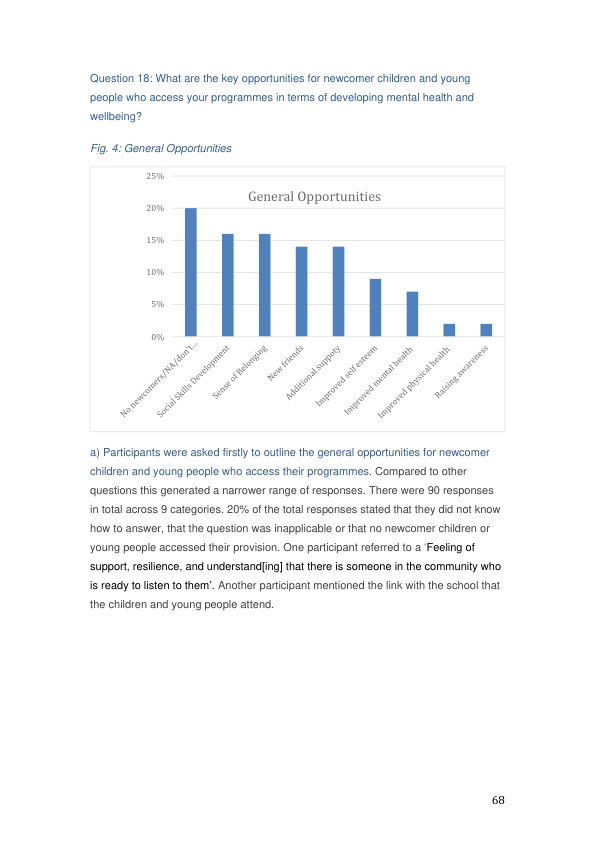 Question 18: What are the key opportunities for newcomer children and young
people who access your programmes in terms of developing mental health and
wellbeing?
Fig. 4: General Opportunities
General Opportunities
25%
20%
15%
10%
5%
0%
No newcomers/NA/don't...
Social Skills Development
Sense of Belonging
New friends
Additional suppoty
Improved self esteem
Improved mental health
Improved physical health
Raising awareness
a) Participants were asked firstly to outline the general opportunities for newcomer
children and young people who access their programmes. Compared to other
questions this generated a narrower range of responses. There were 90 responses
in total across 9 categories. 20% of the total responses stated that they did not know
how to answer, that the question was inapplicable or that no newcomer children or
young people accessed their provision. One participant referred to a ‘Feeling of
support, resilience, and understand[ing] that there is someone in the community who
is ready to listen to them’. Another participant mentioned the link with the school that
the children and young people attend.
68